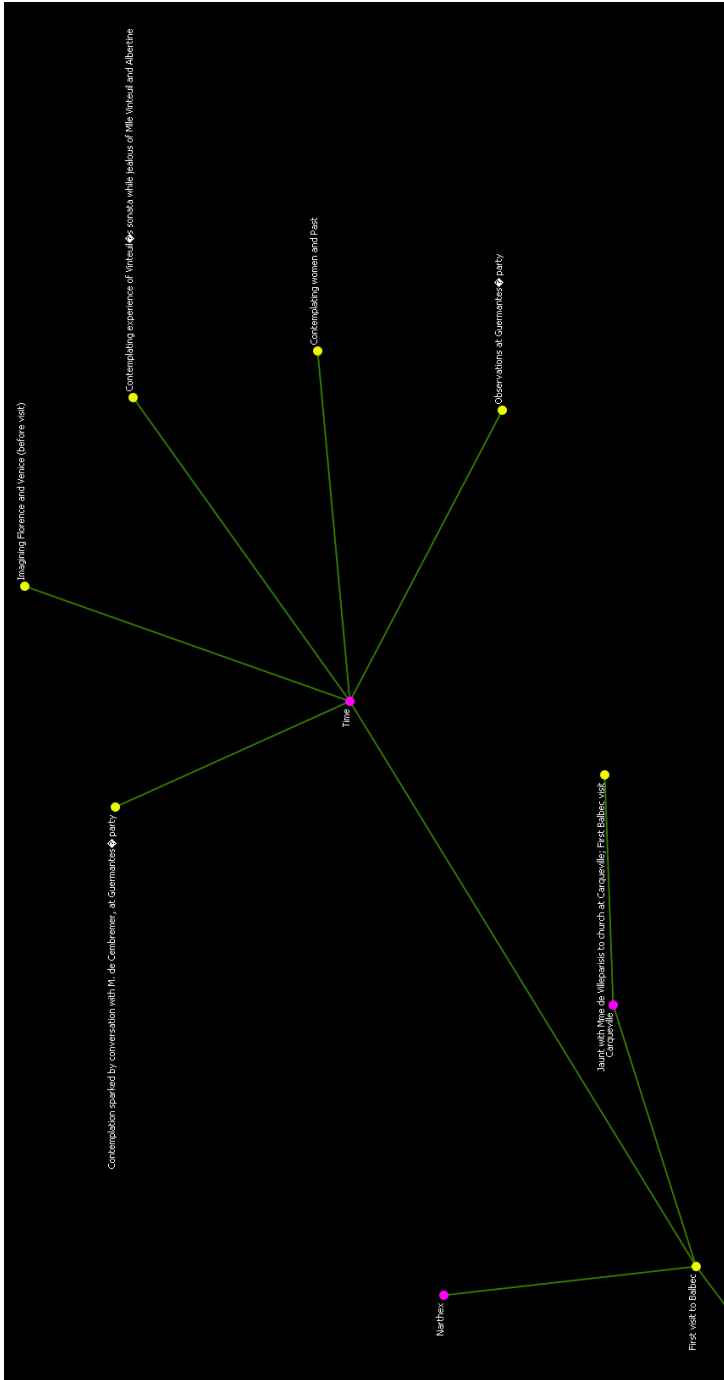 Imagining Florence and Venice (before visit)
Contemplation sparked by conversation with M. de Cembremer, at Guermantes� party
Contemplating experience of Vinteuil�s sonata while jealous of Mlle Vinteuil and Albertine
Contemplating women and Past
Time
Narthex
Observations at Guermantes� party
Jaunt with Mme de Villeparisis to church at Carqueville; First Balbec visit
Carqueville
First visit to Balbec